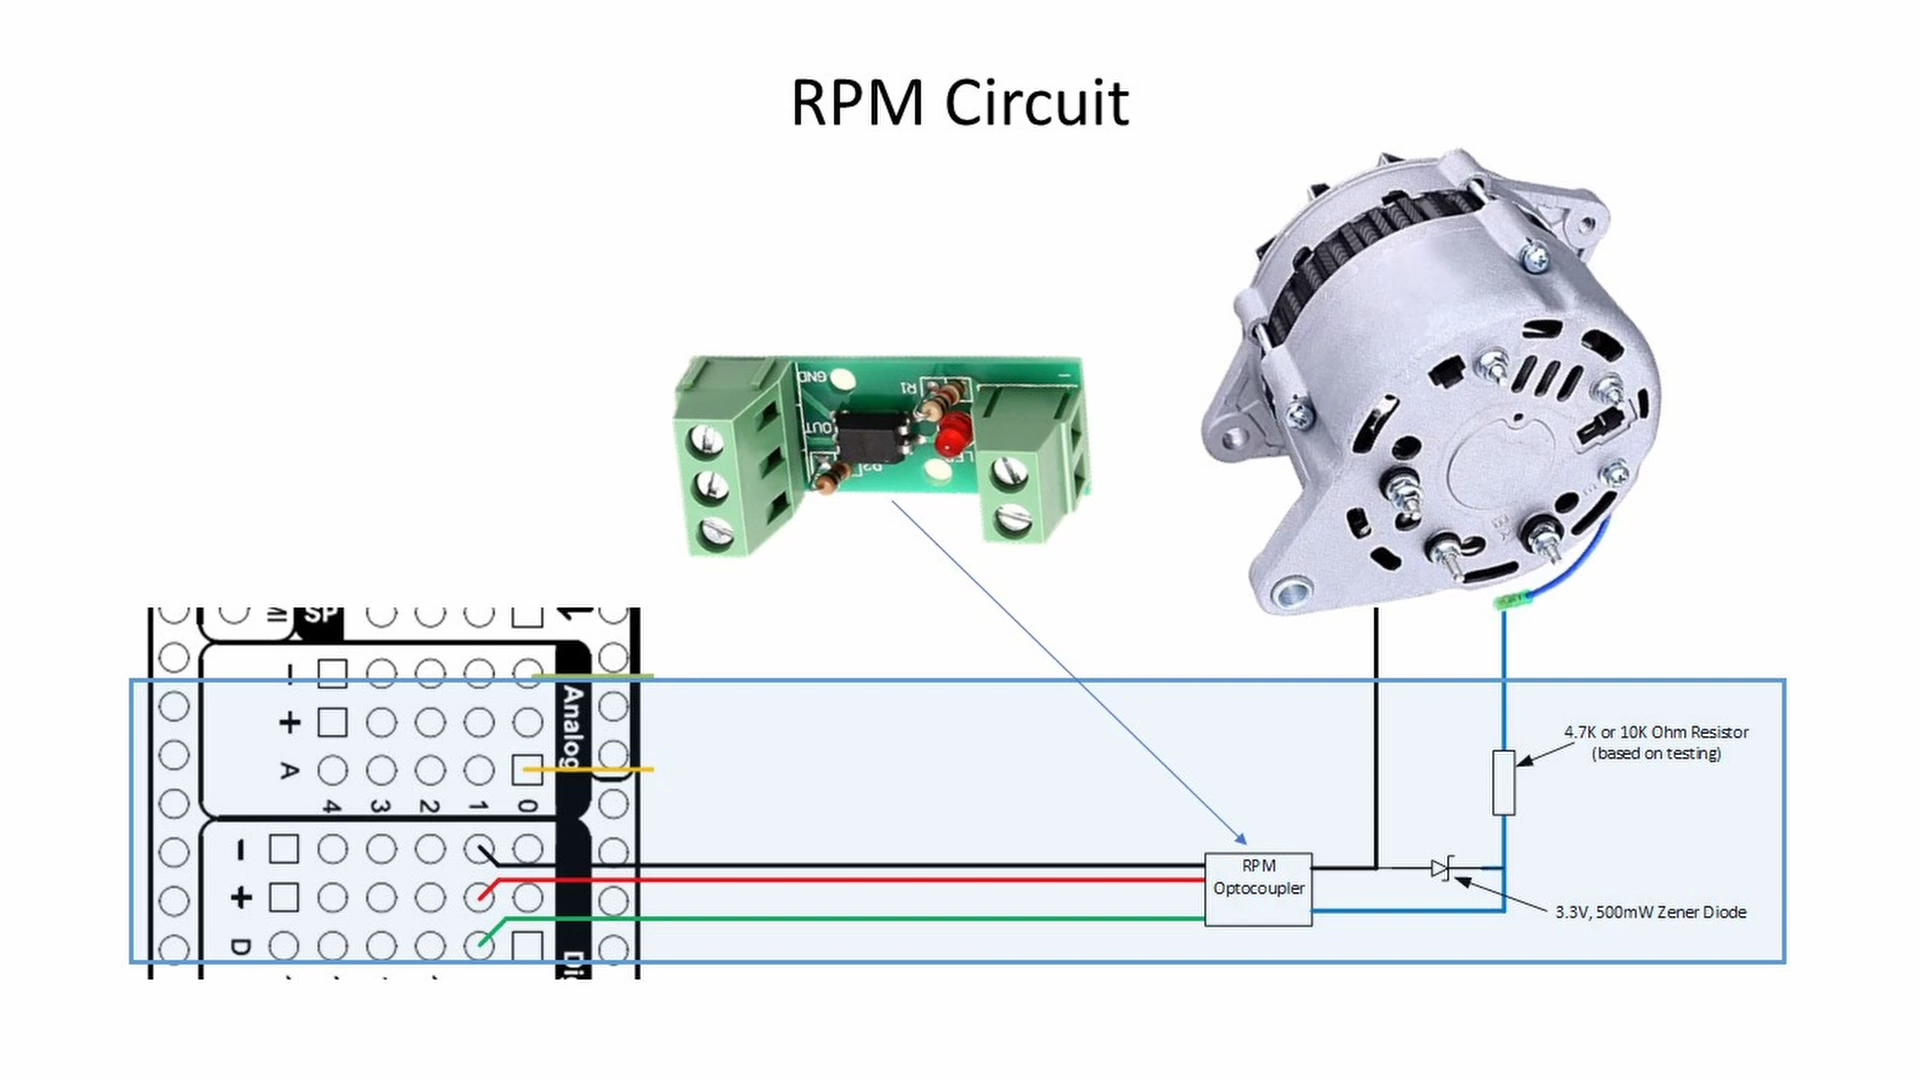 RPM Circuit
GND
R1
OUT
R2
SP
Analog
−
+
A
4 3 2 1 0
−
+
D
4.7K or 10K Ohm Resistor
(based on testing)
RPM
Optocoupler
3.3V, 500mW Zener Diode